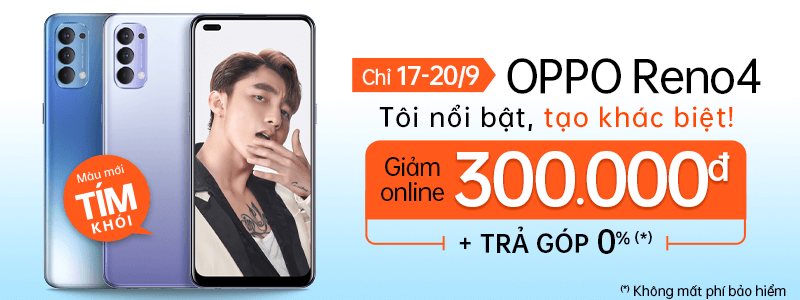 Chỉ 17-20/9
OPPO Reno4
Tôi nổi bật, tạo khác biệt!
Giảm online 300.000đ
+ TRẢ GÓP 0% (*)
(*) Không mất phí bảo hiểm
Màu mới
TÍM
KHÓI